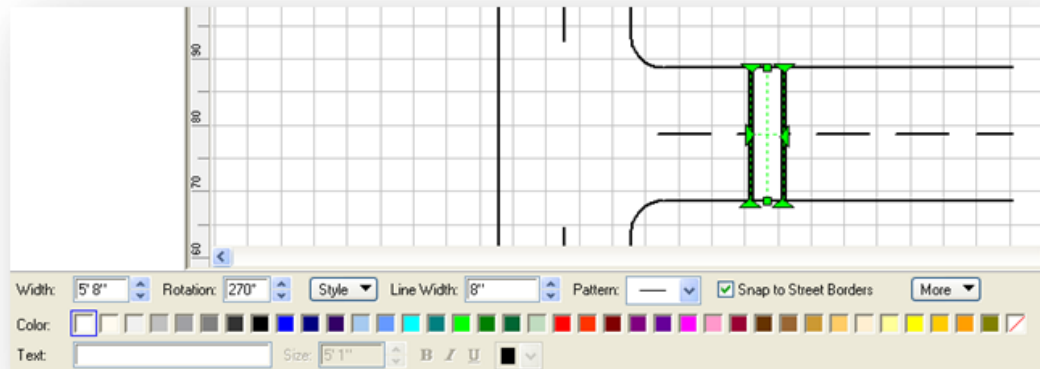 90
80
70
60
Width: 5' 8" Rotation: 270° Style Line Width: 8" Pattern: Snap to Street Borders More
Color:
Text: Size: 5' 1" B I U